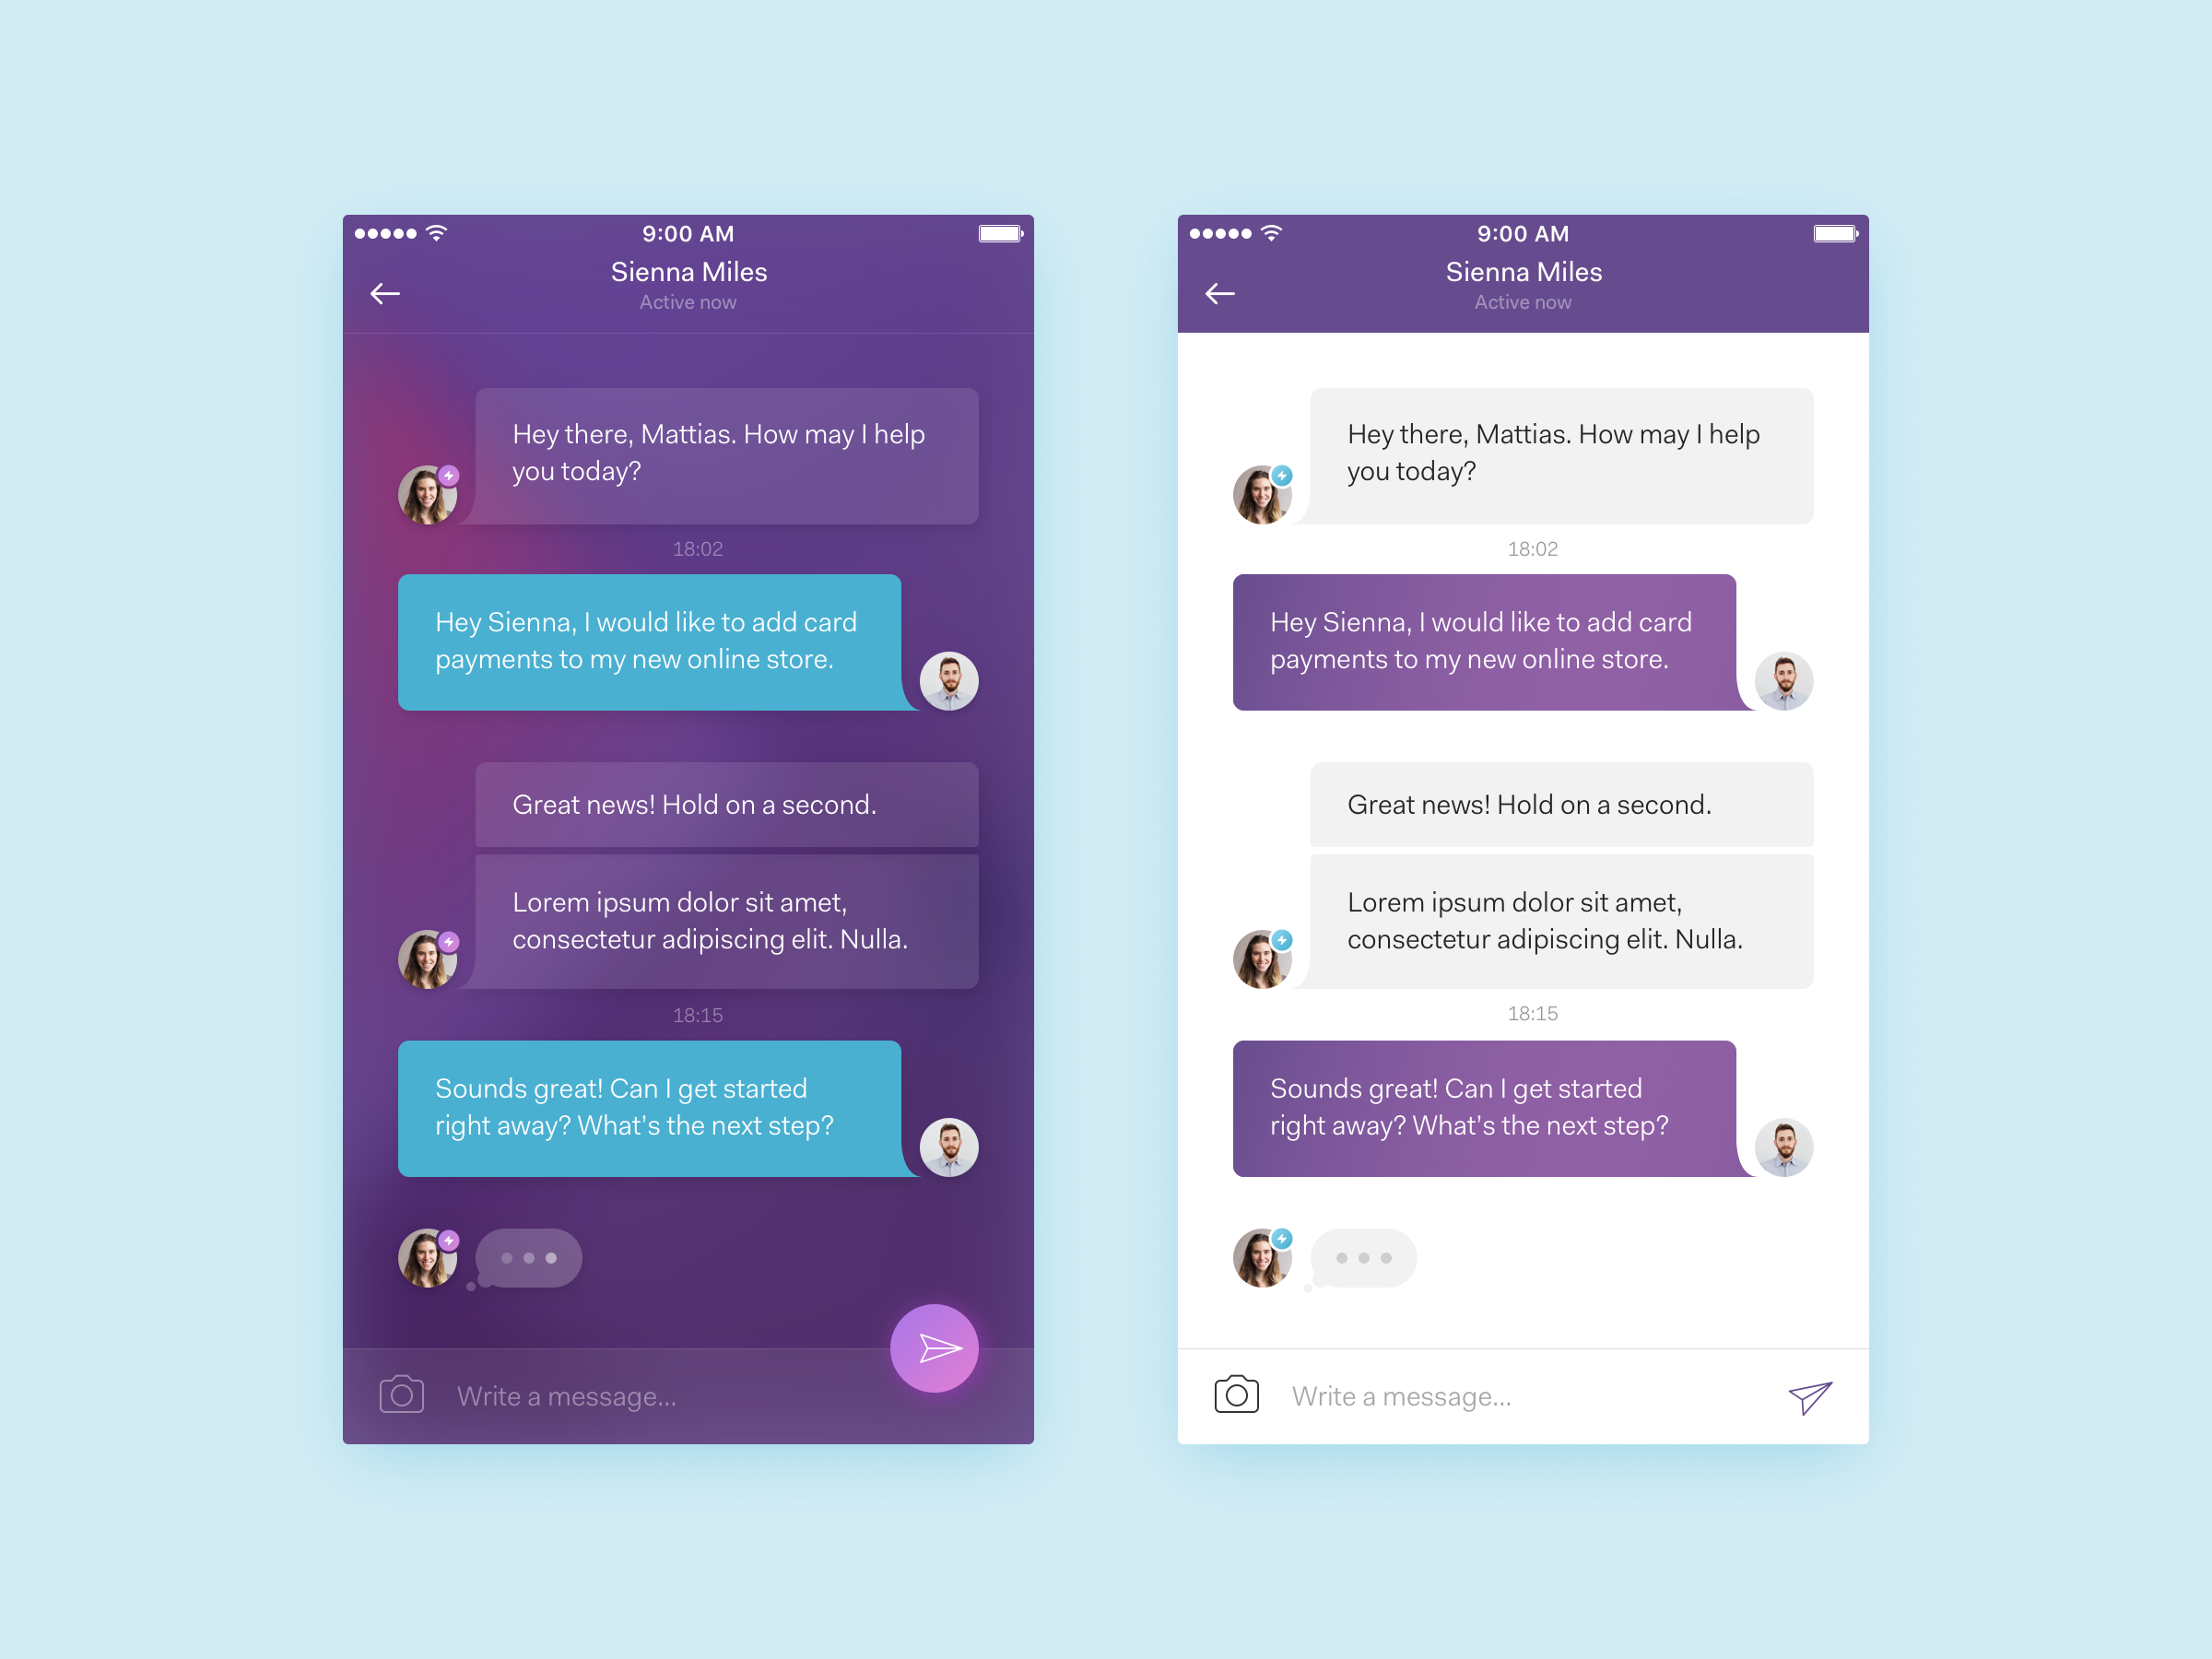 9:00 AM
Sienna Miles
Active now
Hey there, Mattias. How may I help
you today?
18:02
Hey Sienna, I would like to add card
payments to my new online store.
Great news! Hold on a second.
Lorem ipsum dolor sit amet,
consectetur adipiscing elit. Nulla.
18:15
Sounds great! Can I get started
right away? What's the next step?
Write a message...
9:00 AM
Sienna Miles
Active now
Hey there, Mattias. How may I help
you today?
18:02
Hey Sienna, I would like to add card
payments to my new online store.
Great news! Hold on a second.
Lorem ipsum dolor sit amet,
consectetur adipiscing elit. Nulla.
18:15
Sounds great! Can I get started
right away? What's the next step?
Write a message...